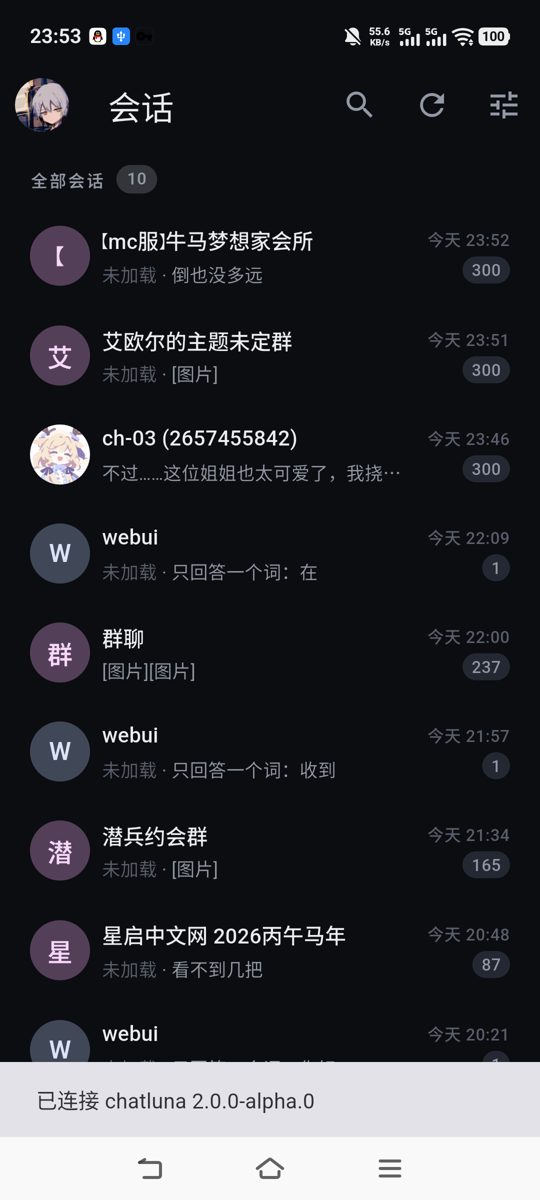 23:53
55.6 KB/s
5G
5G
100
会话
全部会话 10
【
【mc服】牛马梦想家会所
今天 23:52
未加载 · 倒也没多远
300
艾
艾欧尔的主题未定群
今天 23:51
未加载 · [图片]
300
ch-03 (2657455842)
今天 23:46
不过……这位姐姐也太可爱了，我挠…
300
W
webui
今天 22:09
未加载 · 只回答一个词：在
1
群
群聊
今天 22:00
[图片][图片]
237
W
webui
今天 21:57
未加载 · 只回答一个词：收到
1
潜
潜兵约会群
今天 21:34
未加载 · [图片]
165
星
星启中文网 2026丙午马年
今天 20:48
未加载 · 看不到几把
87
W
webui
今天 20:21
已连接 chatluna 2.0.0-alpha.0